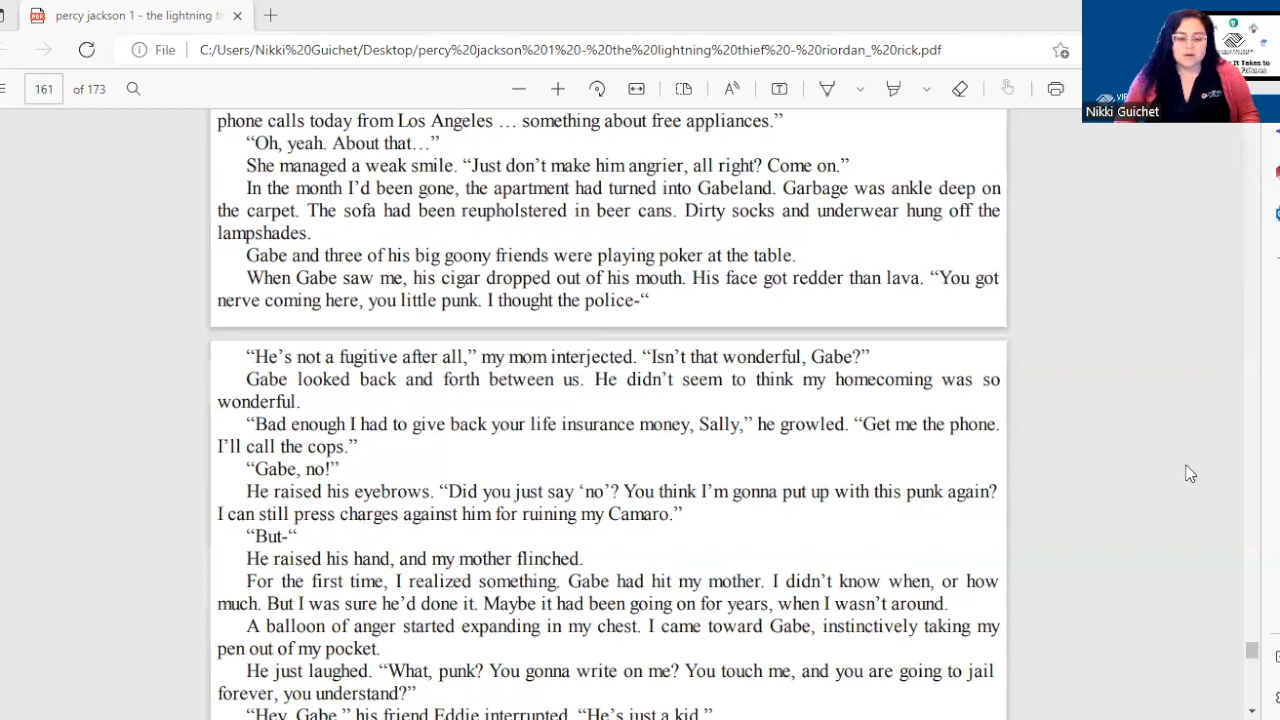 percy jackson 1 - the lightning t
File
C:/Users/Nikki%20Guichet/Desktop/percy%20jackson%201%20-%20the%20lightning%20thief%20-%20riordan_%20rick.pdf
161 of 173
Nikki Guichet
It Takes to
phone calls today from Los Angeles … something about free appliances.”
“Oh, yeah. About that…”
She managed a weak smile. “Just don’t make him angrier, all right? Come on.”
In the month I’d been gone, the apartment had turned into Gabeland. Garbage was ankle deep on
the carpet. The sofa had been reupholstered in beer cans. Dirty socks and underwear hung off the
lampshades.
Gabe and three of his big goony friends were playing poker at the table.
When Gabe saw me, his cigar dropped out of his mouth. His face got redder than lava. “You got
nerve coming here, you little punk. I thought the police-“
“He’s not a fugitive after all,” my mom interjected. “Isn’t that wonderful, Gabe?”
Gabe looked back and forth between us. He didn’t seem to think my homecoming was so
wonderful.
“Bad enough I had to give back your life insurance money, Sally,” he growled. “Get me the phone.
I’ll call the cops.”
“Gabe, no!”
He raised his eyebrows. “Did you just say ‘no’? You think I’m gonna put up with this punk again?
I can still press charges against him for ruining my Camaro.”
“But-“
He raised his hand, and my mother flinched.
For the first time, I realized something. Gabe had hit my mother. I didn’t know when, or how
much. But I was sure he’d done it. Maybe it had been going on for years, when I wasn’t around.
A balloon of anger started expanding in my chest. I came toward Gabe, instinctively taking my
pen out of my pocket.
He just laughed. “What, punk? You gonna write on me? You touch me, and you are going to jail
forever, you understand?”
“Hey, Gabe,” his friend Eddie interrupted. “He’s just a kid.”